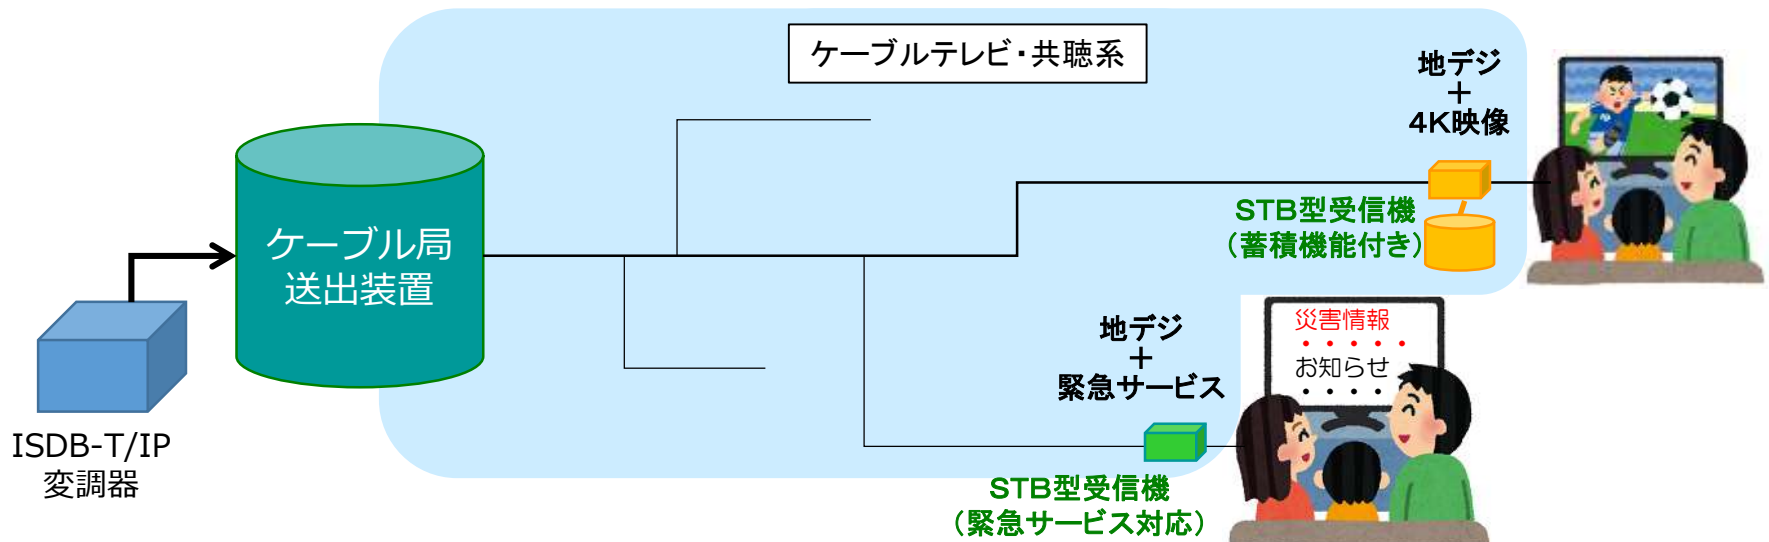 ケーブルテレビ・共聴系
地デジ
＋
4K映像
STB型受信機
（蓄積機能付き）
ケーブル局
送出装置
ISDB-T/IP
変調器
地デジ
＋
緊急サービス
STB型受信機
（緊急サービス対応）
災害情報
・・・・・
お知らせ
・・・・